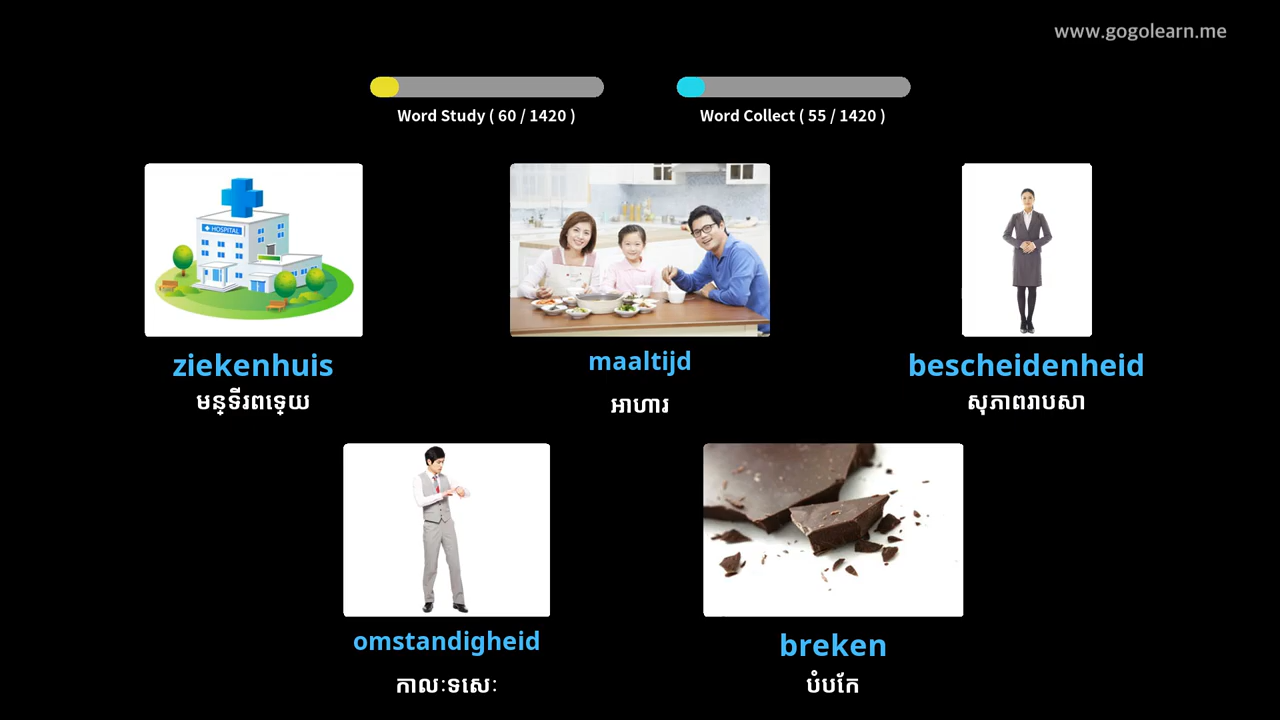 www.gogolearn.me
Word Study ( 60 / 1420 )
Word Collect ( 55 / 1420 )
HOSPITAL
ziekenhuis
មន្ទីរពេទ្យ
maaltijd
អាហារ
bescheidenheid
សុភាពរាបសា
omstandigheid
កាលៈទសេៈ
breken
បំបែក